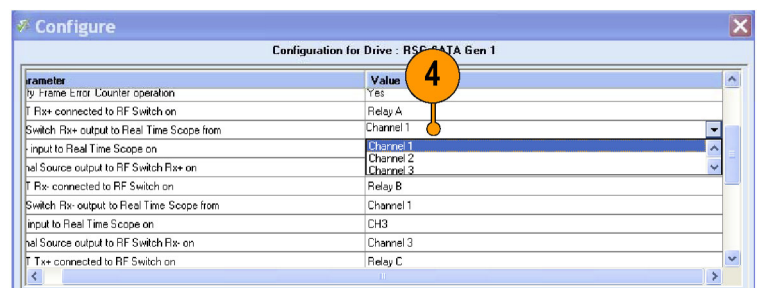 Configure
Configuration for Drive : RSG-SATA Gen 1
4
rameter Value
ty Frame Error Counter operation Yes
T Rx+ connected to RF Switch on Relay A
Switch Rx+ output to Real Time Scope from Channel 1
input to Real Time Scope on Channel 1
Channel 2
nal Source output to RF Switch Rx+ on Channel 3
T Rx- connected to RF Switch on Relay B
Switch Rx- output to Real Time Scope from Channel 1
input to Real Time Scope on CH3
nal Source output to RF Switch Rx- on Channel 3
T Tx+ connected to RF Switch on Relay C